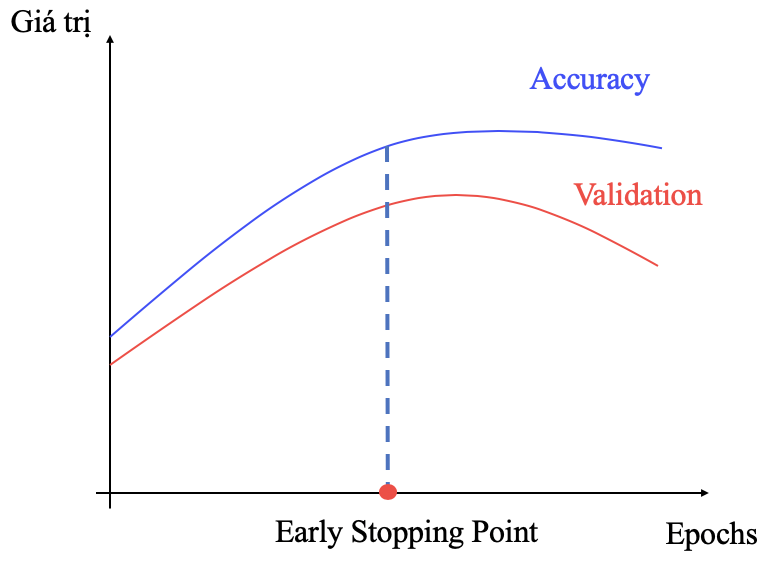 Giá trị
Accuracy
Validation
Early Stopping Point
Epochs